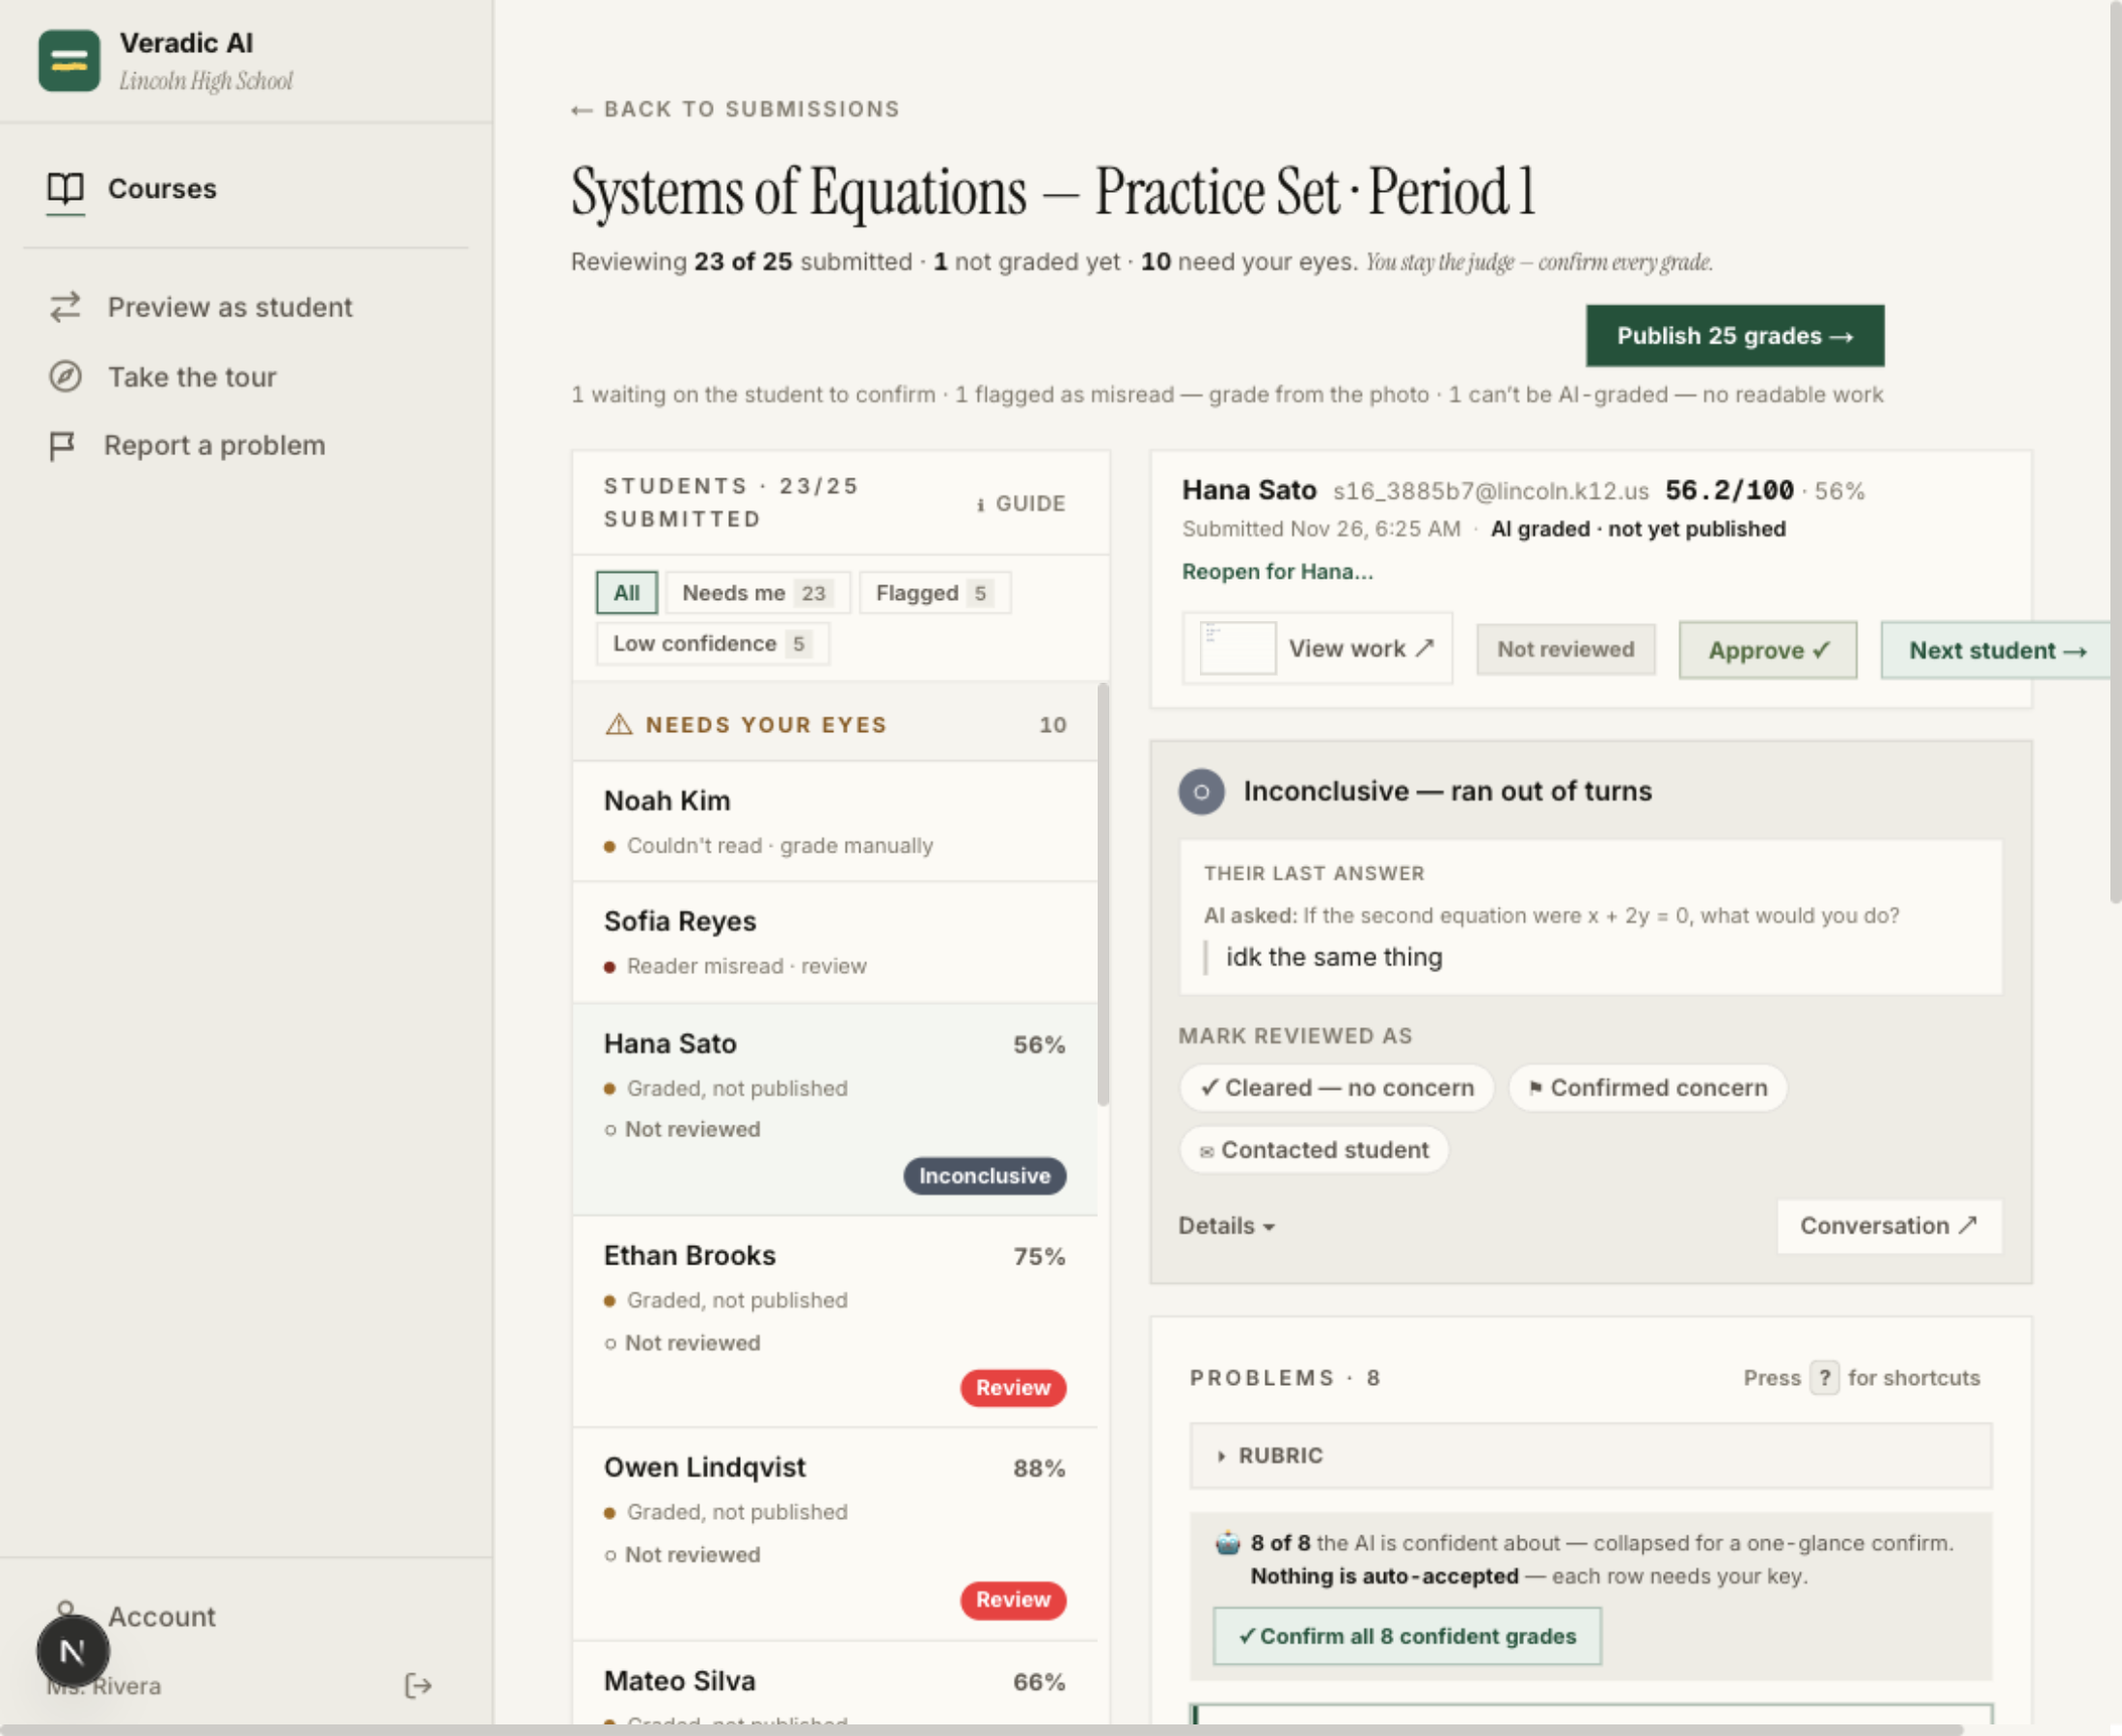 Veradic AI
Lincoln High School
Courses
Preview as student
Take the tour
Report a problem
Account
Ms. Rivera
← BACK TO SUBMISSIONS
Systems of Equations — Practice Set · Period 1
Reviewing 23 of 25 submitted · 1 not graded yet · 10 need your eyes. You stay the judge — confirm every grade.
Publish 25 grades →
1 waiting on the student to confirm · 1 flagged as misread — grade from the photo · 1 can't be AI-graded — no readable work
STUDENTS · 23/25
SUBMITTED
i GUIDE
All
Needs me 23
Flagged 5
Low confidence 5
⚠ NEEDS YOUR EYES 10
Noah Kim
Couldn't read · grade manually
Sofia Reyes
Reader misread · review
Hana Sato 56%
Graded, not published
Not reviewed
Inconclusive
Ethan Brooks 75%
Graded, not published
Not reviewed
Review
Owen Lindqvist 88%
Graded, not published
Not reviewed
Review
Mateo Silva 66%
Graded, not published
Hana Sato s16_3885b7@lincoln.k12.us 56.2/100 · 56%
Submitted Nov 26, 6:25 AM · AI graded · not yet published
Reopen for Hana...
View work ↗
Not reviewed
Approve ✓
Next student →
Inconclusive — ran out of turns
THEIR LAST ANSWER
AI asked: If the second equation were x + 2y = 0, what would you do?
idk the same thing
MARK REVIEWED AS
✓ Cleared — no concern
⚑ Confirmed concern
✉ Contacted student
Details ▾
Conversation ↗
PROBLEMS · 8
Press ? for shortcuts
▸ RUBRIC
8 of 8 the AI is confident about — collapsed for a one-glance confirm.
Nothing is auto-accepted — each row needs your key.
✓ Confirm all 8 confident grades